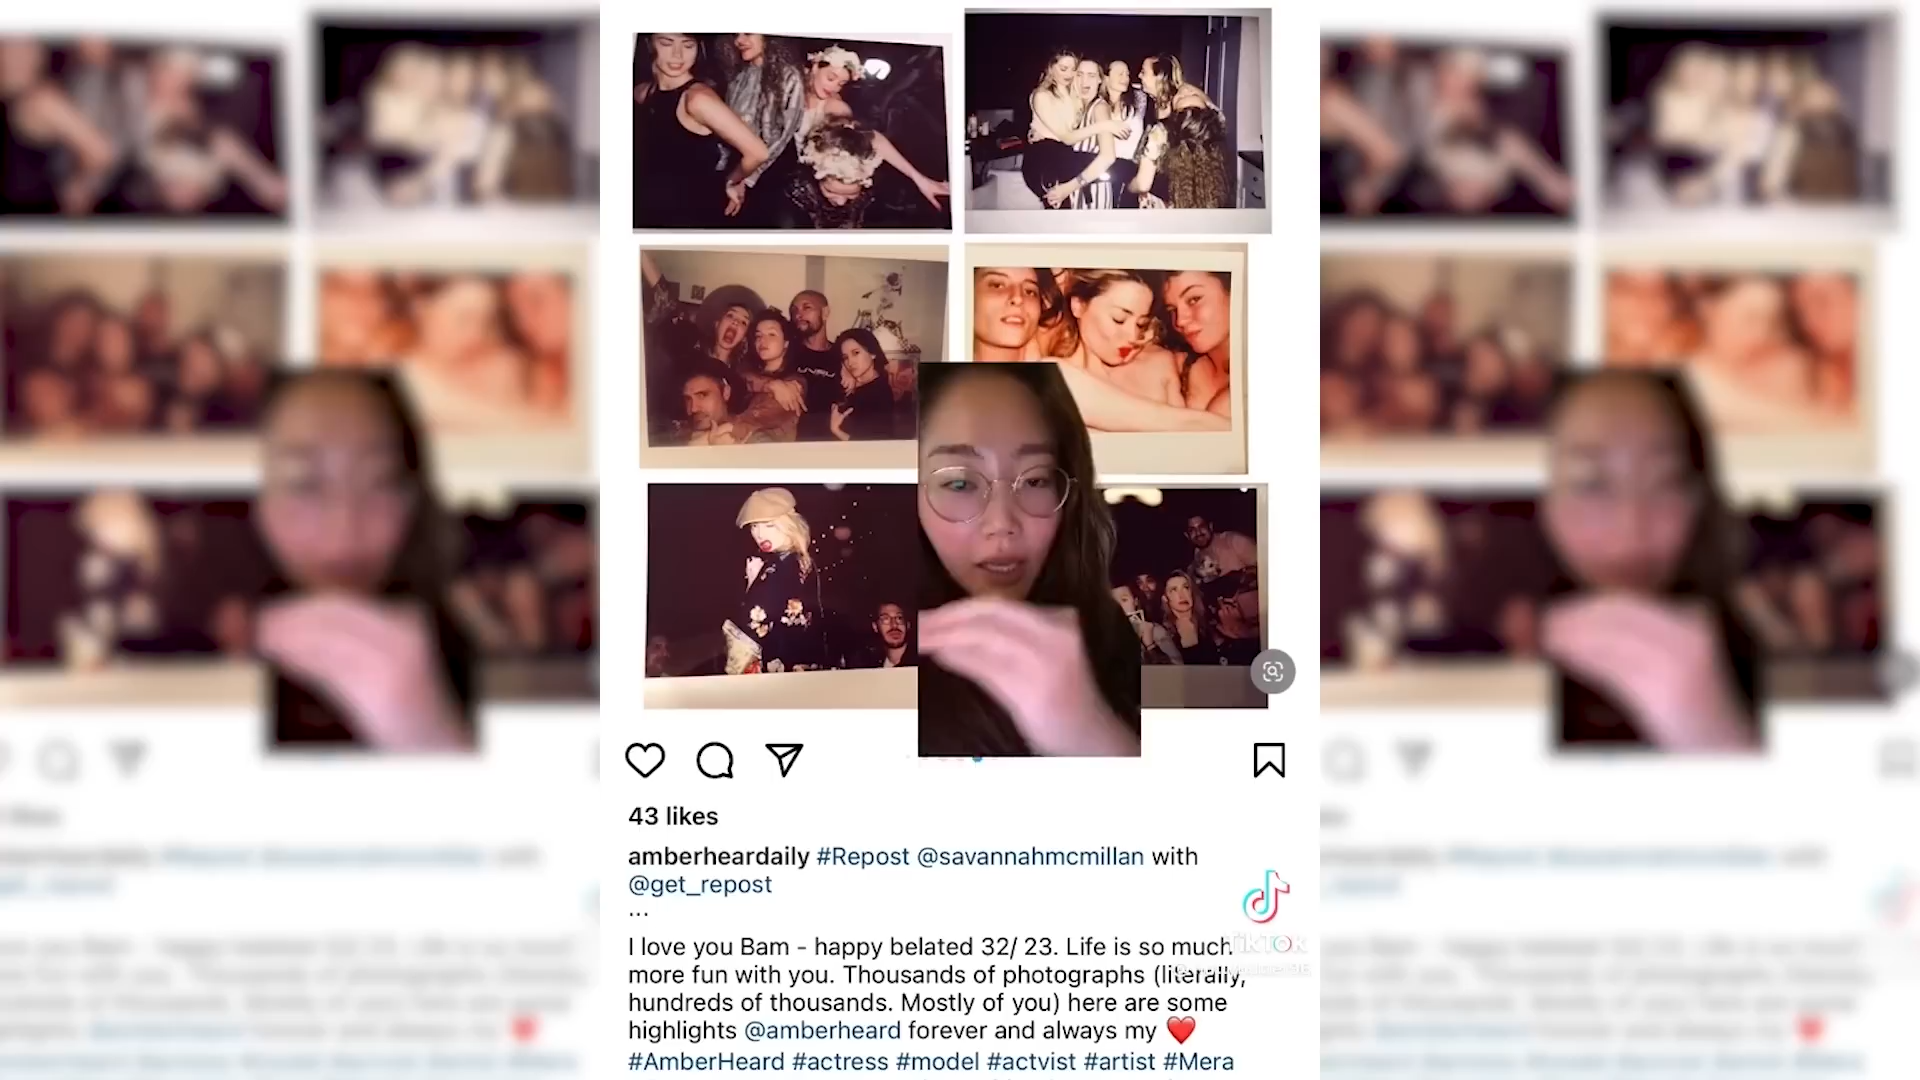 43 likes
amberheardaily #Repost @savannahmcmillan with
@get_repost
...
I love you Bam - happy belated 32/ 23. Life is so much
more fun with you. Thousands of photographs (literally,
hundreds of thousands. Mostly of you) here are some
highlights @amberheard forever and always my ❤️
#AmberHeard #actress #model #actvist #artist #Mera
TikTok